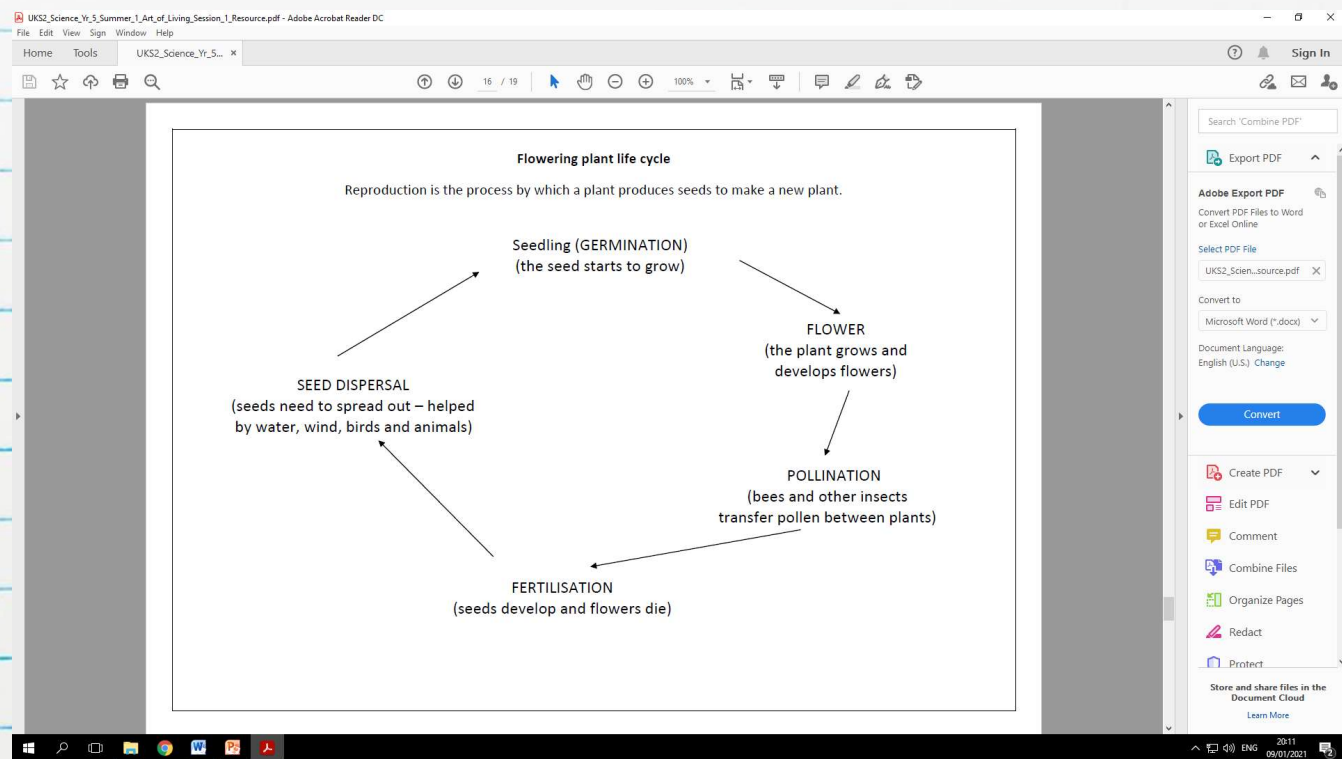 UKS2_Science_Yr_5_Summer_1_Art_of_Living_Session_1_Resource.pdf - Adobe Acrobat Reader DC
File Edit View Sign Window Help
Home Tools UKS2_Science_Yr_5... × Sign In
16 / 19 100%
Flowering plant life cycle
Reproduction is the process by which a plant produces seeds to make a new plant.
Seedling (GERMINATION)
(the seed starts to grow)
FLOWER
(the plant grows and
develops flowers)
POLLINATION
(bees and other insects
transfer pollen between plants)
FERTILISATION
(seeds develop and flowers die)
SEED DISPERSAL
(seeds need to spread out – helped
by water, wind, birds and animals)
Search 'Combine PDF'
Export PDF
Adobe Export PDF
Convert PDF Files to Word
or Excel Online
Select PDF File
UKS2_Scien...source.pdf
Convert to
Microsoft Word (*.docx)
Document Language:
English (U.S.) Change
Convert
Create PDF
Edit PDF
Comment
Combine Files
Organize Pages
Redact
Protect
Store and share files in the
Document Cloud
Learn More
ENG
20:11
09/01/2021
2